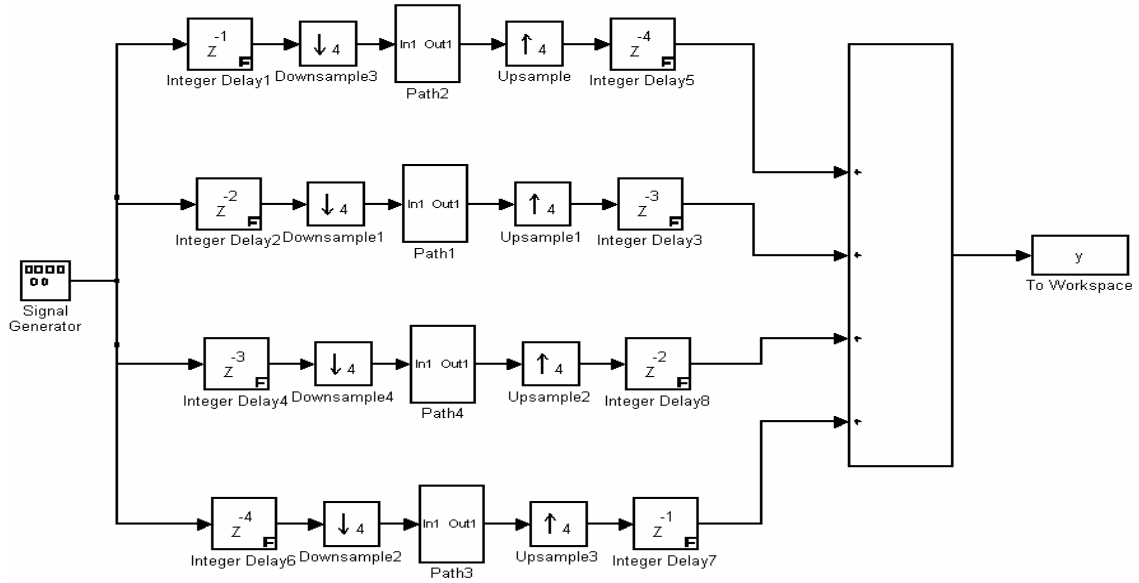 Z -1 F
Integer Delay1
↓ 4
Downsample3
In1 Out1
Path2
↑ 4
Upsample
Z -4 F
Integer Delay5
Z -2 F
Integer Delay2
↓ 4
Downsample1
In1 Out1
Path1
↑ 4
Upsample1
Z -3 F
Integer Delay3
Signal
Generator
+
+
+
+
y
To Workspace
Z -3 F
Integer Delay4
↓ 4
Downsample4
In1 Out1
Path4
↑ 4
Upsample2
Z -2 F
Integer Delay8
Z -4 F
Integer Delay6
↓ 4
Downsample2
In1 Out1
Path3
↑ 4
Upsample3
Z -1 F
Integer Delay7